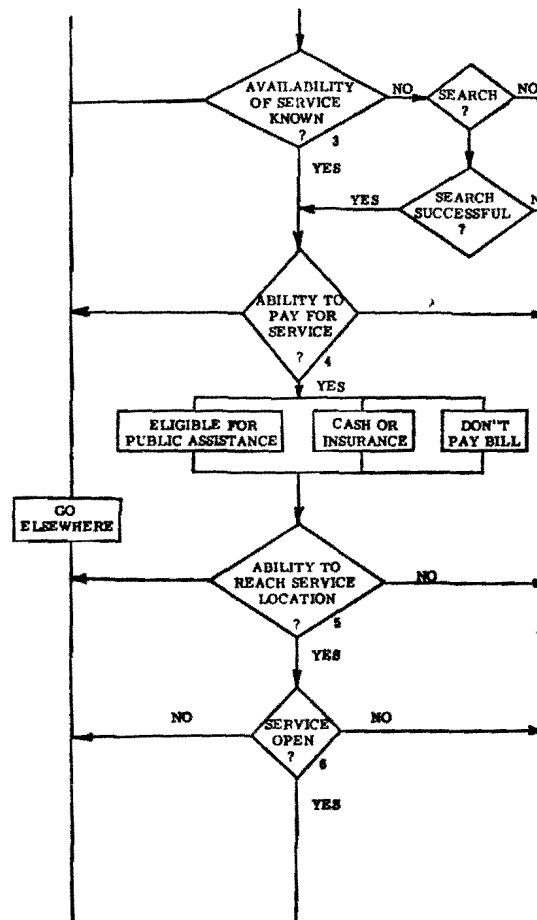 AVAILABILITY
OF SERVICE
KNOWN
? 3
NO
SEARCH
?
NO
YES
YES
SEARCH
SUCCESSFUL
?
N
ABILITY TO
PAY FOR
SERVICE
? 4
YES
ELIGIBLE FOR
PUBLIC ASSISTANCE
CASH OR
INSURANCE
DON"T
PAY BILL
GO
ELSEWHERE
ABILITY TO
REACH SERVICE
LOCATION
? 5
NO
YES
NO
SERVICE
OPEN
? 6
NO
YES